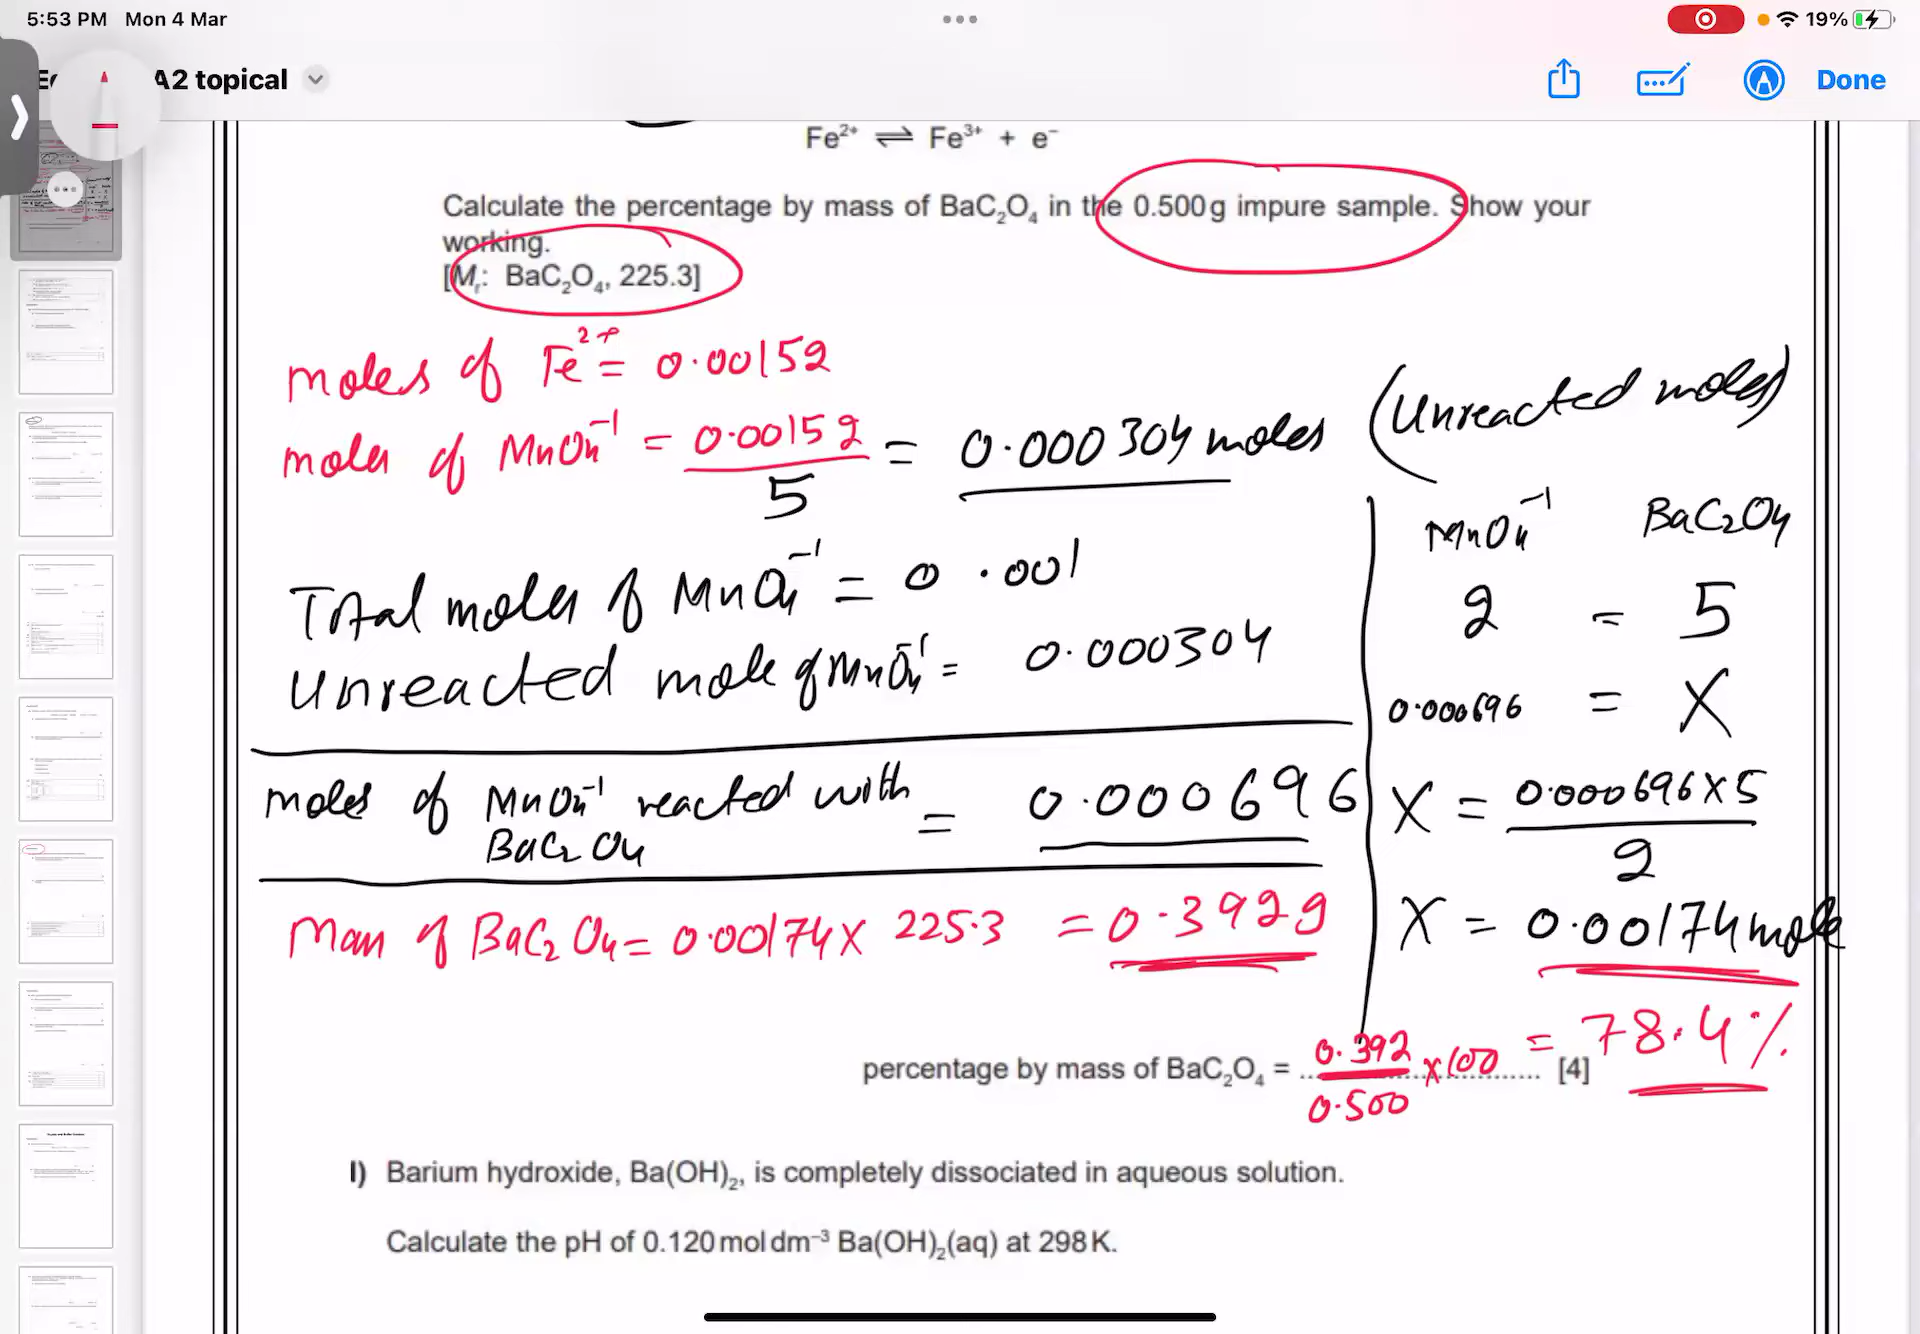 5:53 PM Mon 4 Mar
19%
A2 topical
Done
Fe²⁺ ⇌ Fe³⁺ + e⁻
Calculate the percentage by mass of BaC₂O₄ in the 0.500 g impure sample. Show your
working.
[Mᵣ: BaC₂O₄, 225.3]
moles of Fe²⁺ = 0.00152
moles of MnO₄⁻¹ = 0.00152/5 = 0.000304 moles (Unreacted moles)
Total moles of MnO₄⁻¹ = 0.001
Unreacted mole of MnO₄⁻¹ = 0.000304
moles of MnO₄⁻¹ reacted with BaC₂O₄ = 0.000696
Mass of BaC₂O₄ = 0.00174 X 225.3 = 0.392g
MnO₄⁻¹ BaC₂O₄
2 = 5
0.000696 = X
X = 0.000696 X 5 / 2
X = 0.00174 mole
percentage by mass of BaC₂O₄ = 0.392/0.500 x 100 = 78.4% [4]
l) Barium hydroxide, Ba(OH)₂, is completely dissociated in aqueous solution.
Calculate the pH of 0.120 mol dm⁻³ Ba(OH)₂(aq) at 298 K.